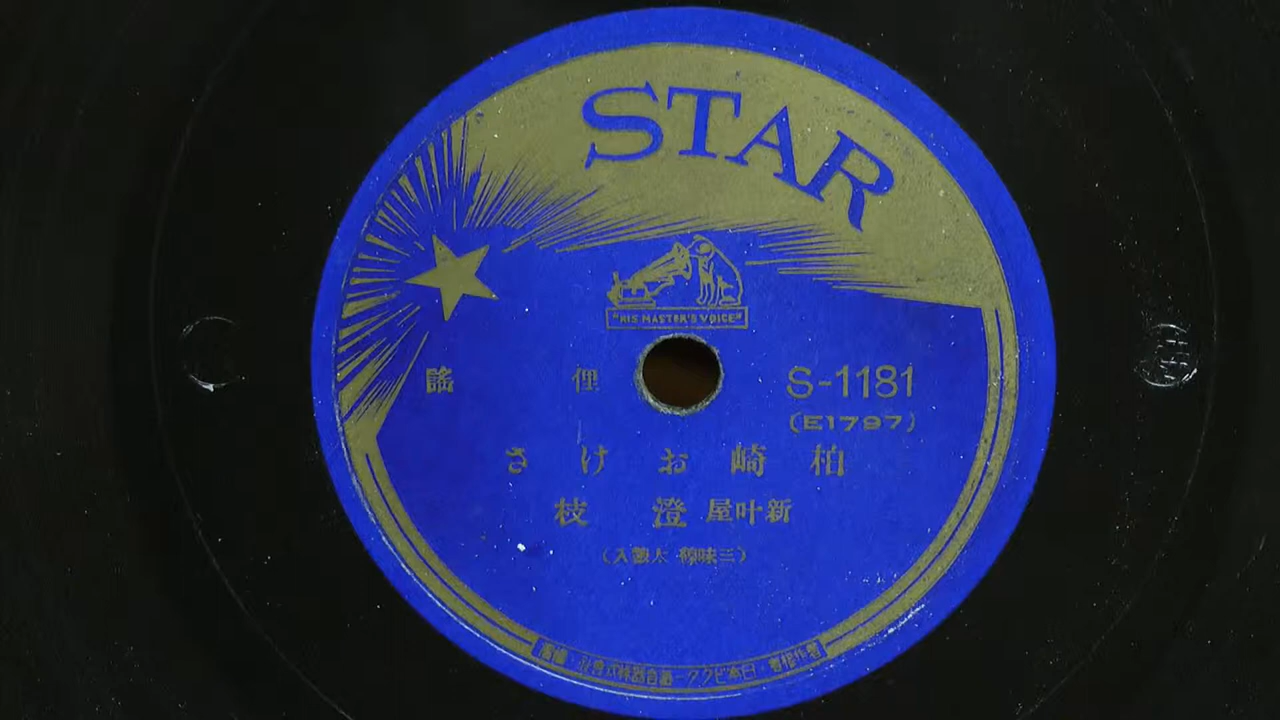 STAR
"HIS MASTER'S VOICE"
俚謠
S-1181
(E1797)
柏崎おけさ
新叶屋 澄枝
(三味線 太鼓入)